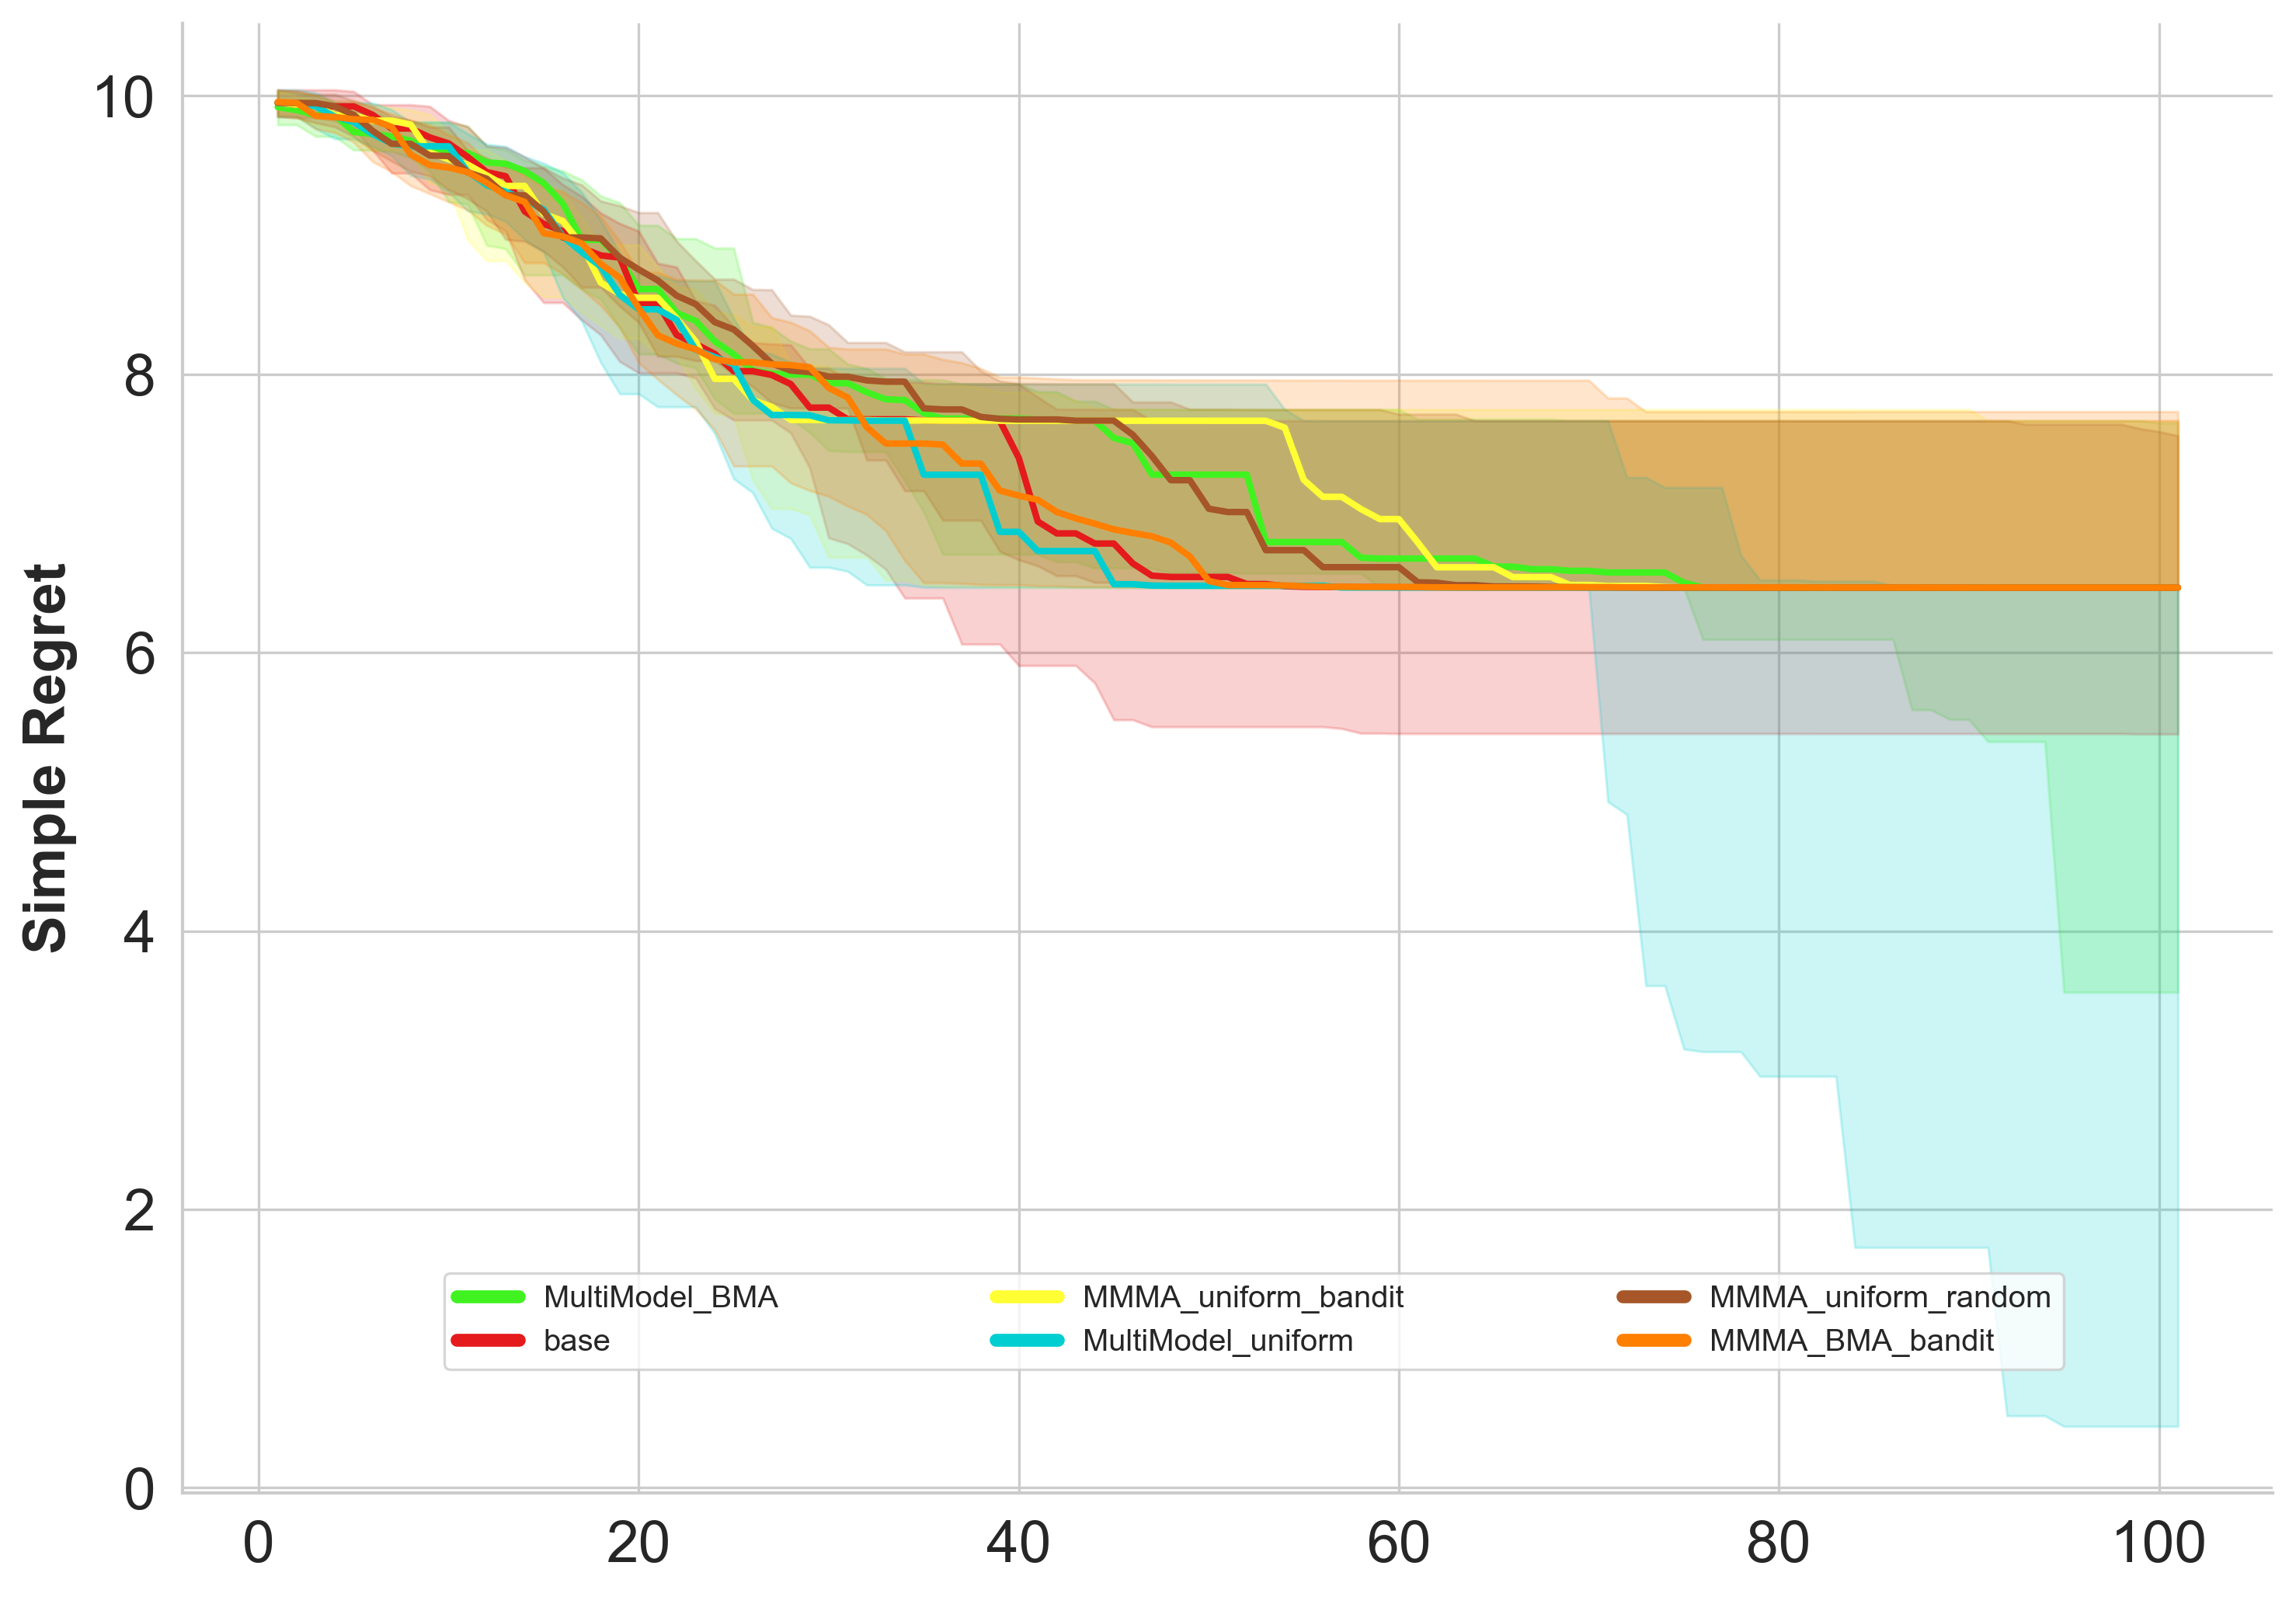 10
8
6
4
2
0
Simple Regret
MultiModel_BMA
base
MMMA_uniform_bandit
MultiModel_uniform
MMMA_uniform_random
MMMA_BMA_bandit
0 20 40 60 80 100